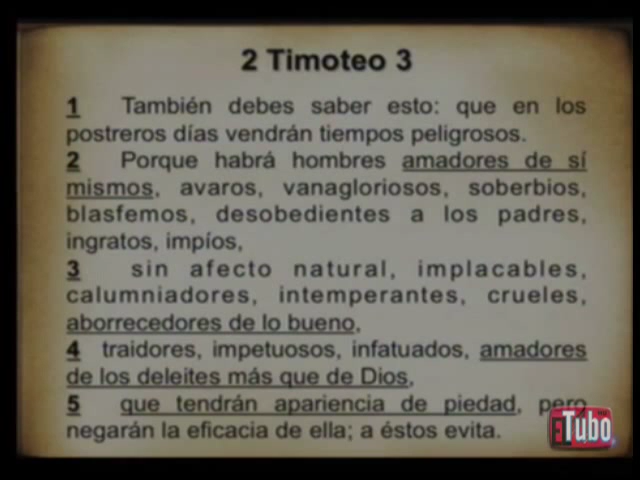 2 Timoteo 3
1 También debes saber esto: que en los
postreros días vendrán tiempos peligrosos.
2 Porque habrá hombres amadores de sí
mismos, avaros, vanagloriosos, soberbios,
blasfemos, desobedientes a los padres,
ingratos, impíos,
3 sin afecto natural, implacables,
calumniadores, intemperantes, crueles,
aborrecedores de lo bueno,
4 traidores, impetuosos, infatuados, amadores
de los deleites más que de Dios,
5 que tendrán apariencia de piedad, pero
negarán la eficacia de ella; a éstos evita.
Tubo